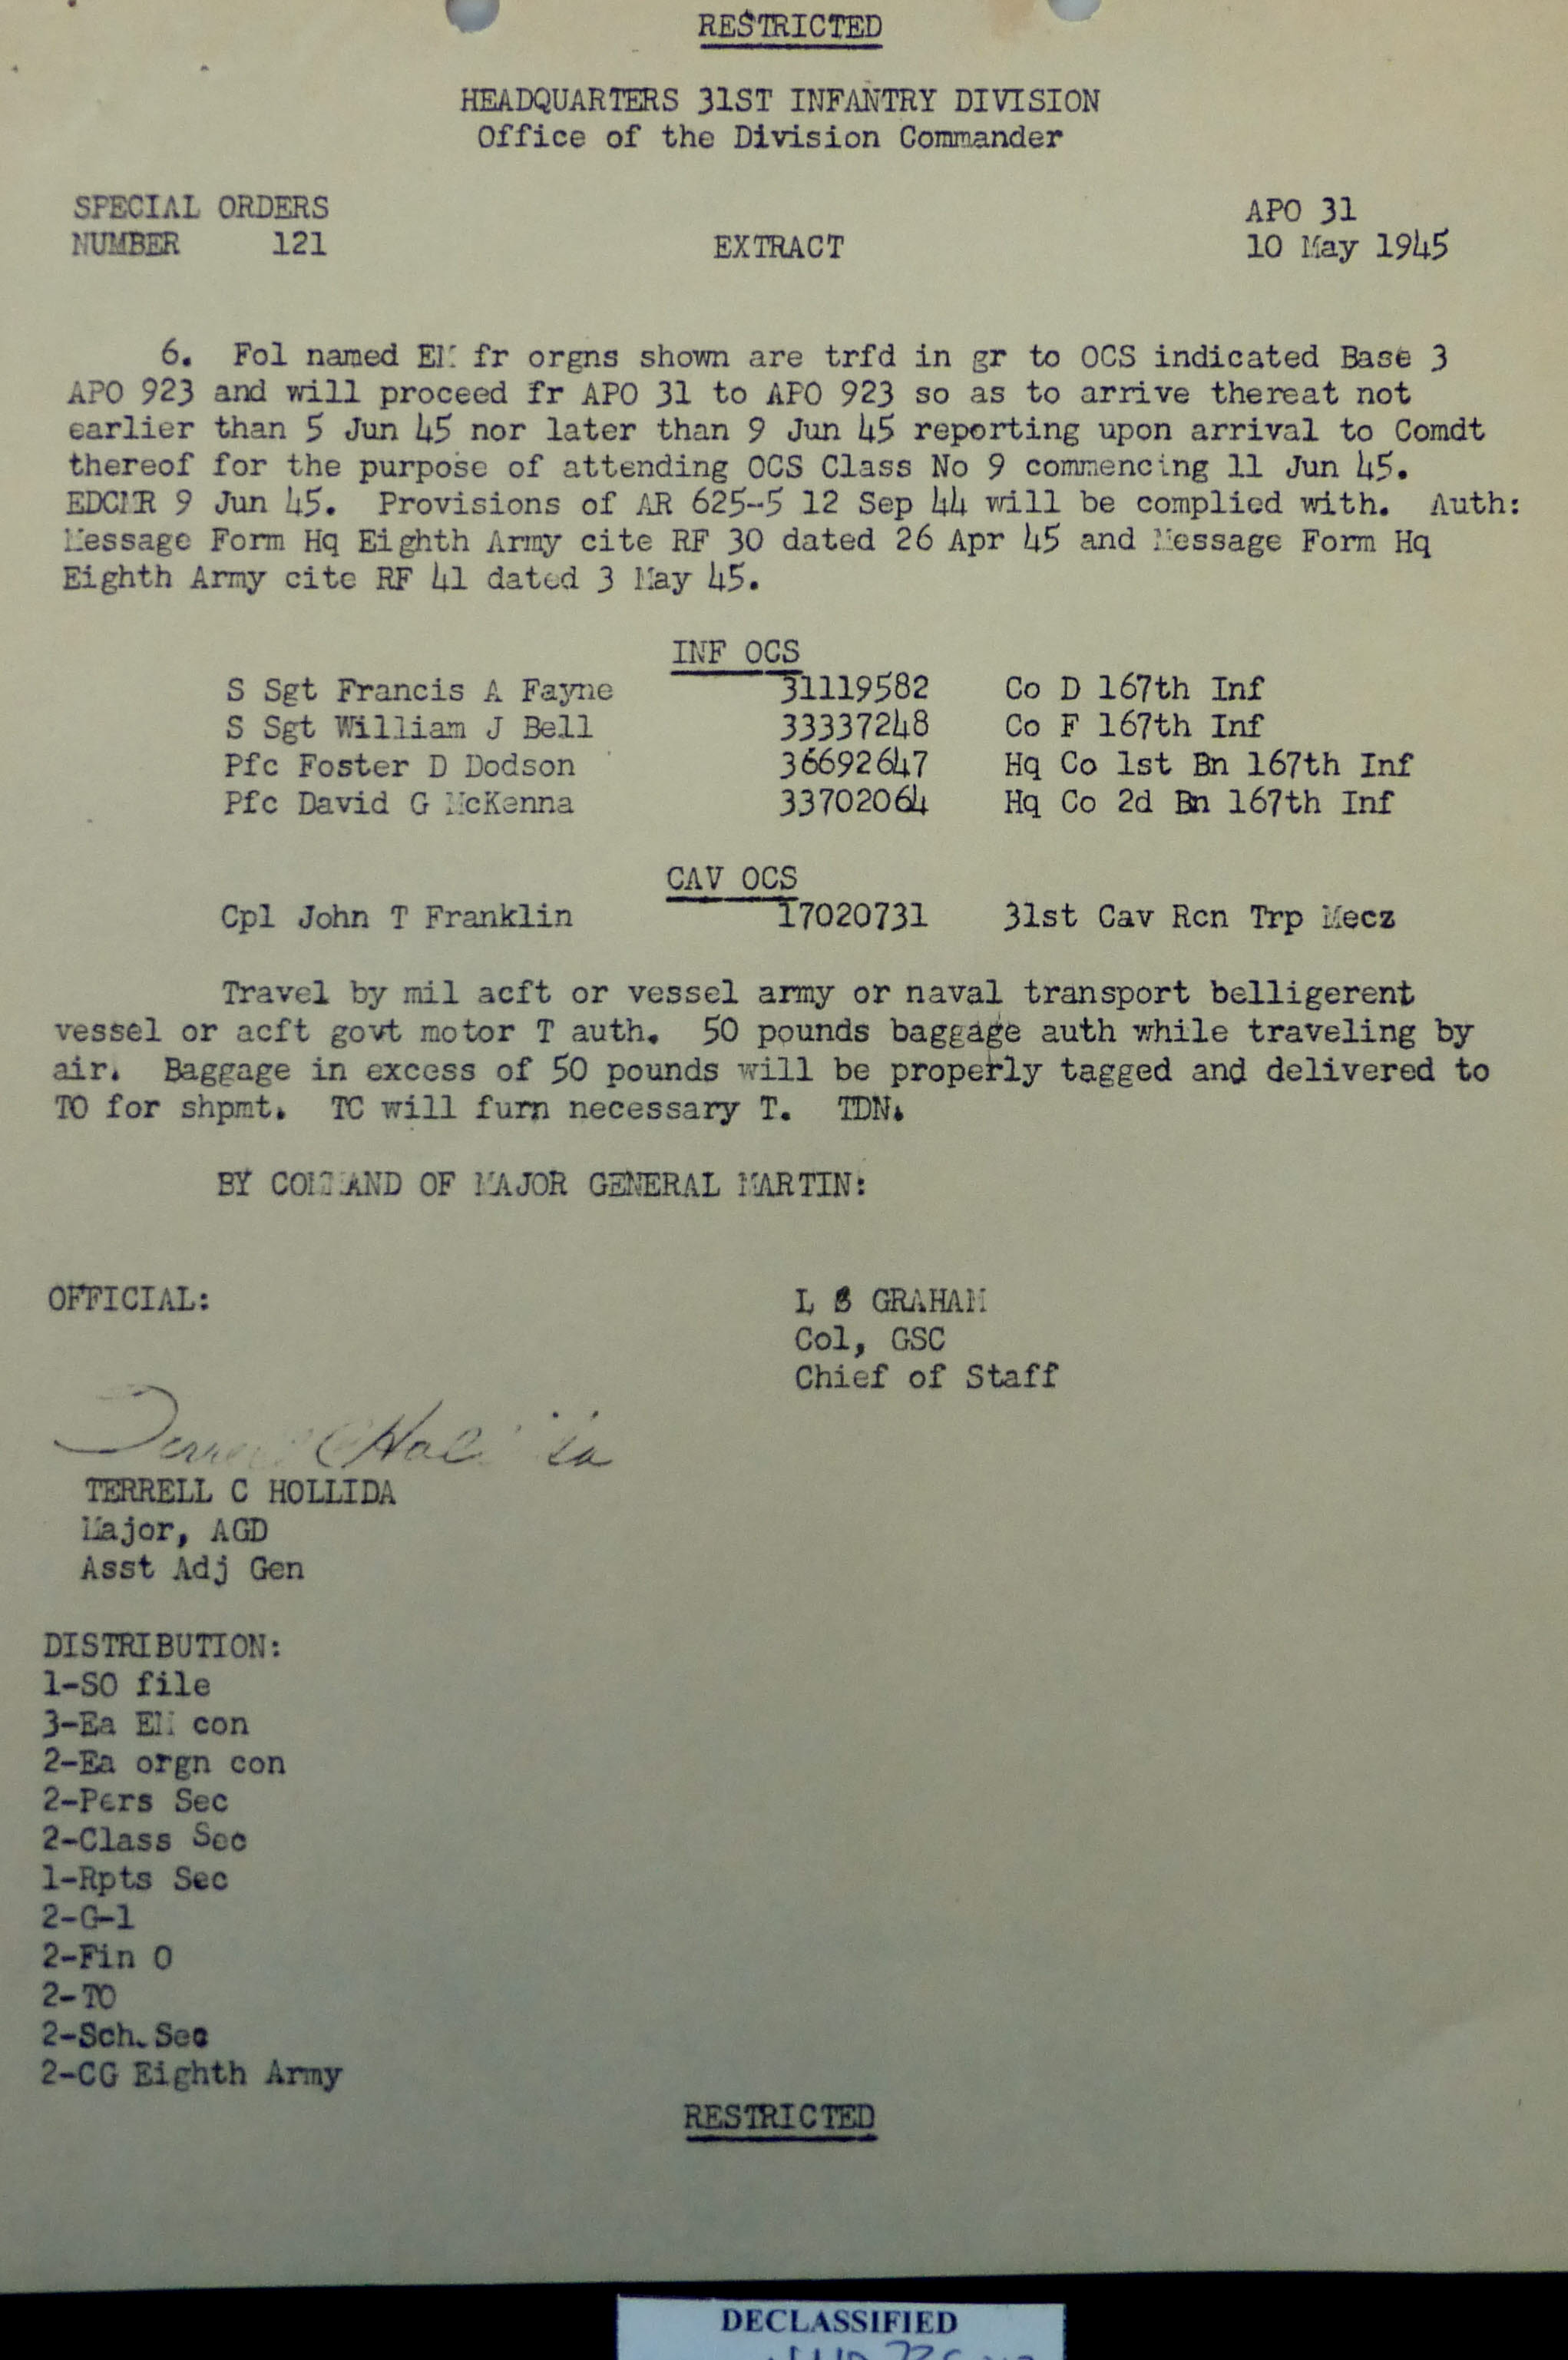 RESTRICTED
HEADQUARTERS 31ST INFANTRY DIVISION
Office of the Division Commander
SPECIAL ORDERS APO 31
NUMBER 121 EXTRACT 10 May 1945
6. Fol named EM fr orgns shown are trfd in gr to OCS indicated Base 3
APO 923 and will proceed fr APO 31 to APO 923 so as to arrive thereat not
earlier than 5 Jun 45 nor later than 9 Jun 45 reporting upon arrival to Comdt
thereof for the purpose of attending OCS Class No 9 commencing 11 Jun 45.
EDCMR 9 Jun 45. Provisions of AR 625-5 12 Sep 44 will be complied with. Auth:
Message Form Hq Eighth Army cite RF 30 dated 26 Apr 45 and Message Form Hq
Eighth Army cite RF 41 dated 3 May 45.
INF OCS
S Sgt Francis A Fayne 31119582 Co D 167th Inf
S Sgt William J Bell 33337248 Co F 167th Inf
Pfc Foster D Dodson 36692647 Hq Co 1st Bn 167th Inf
Pfc David G McKenna 33702064 Hq Co 2d Bn 167th Inf
CAV OCS
Cpl John T Franklin 17020731 31st Cav Rcn Trp Mecz
Travel by mil acft or vessel army or naval transport belligerent
vessel or acft govt motor T auth. 50 pounds baggage auth while traveling by
air. Baggage in excess of 50 pounds will be properly tagged and delivered to
TO for shpmt. TC will furn necessary T. TDN.
BY COMMAND OF MAJOR GENERAL MARTIN:
OFFICIAL: L S GRAHAM
Col, GSC
Chief of Staff
Terrell C Hollida
TERRELL C HOLLIDA
Major, AGD
Asst Adj Gen
DISTRIBUTION:
1-SO file
3-Ea EM con
2-Ea orgn con
2-Pers Sec
2-Class Sec
1-Rpts Sec
2-G-1
2-Fin O
2-TO
2-Sch. Sec
2-CG Eighth Army
RESTRICTED
DECLASSIFIED